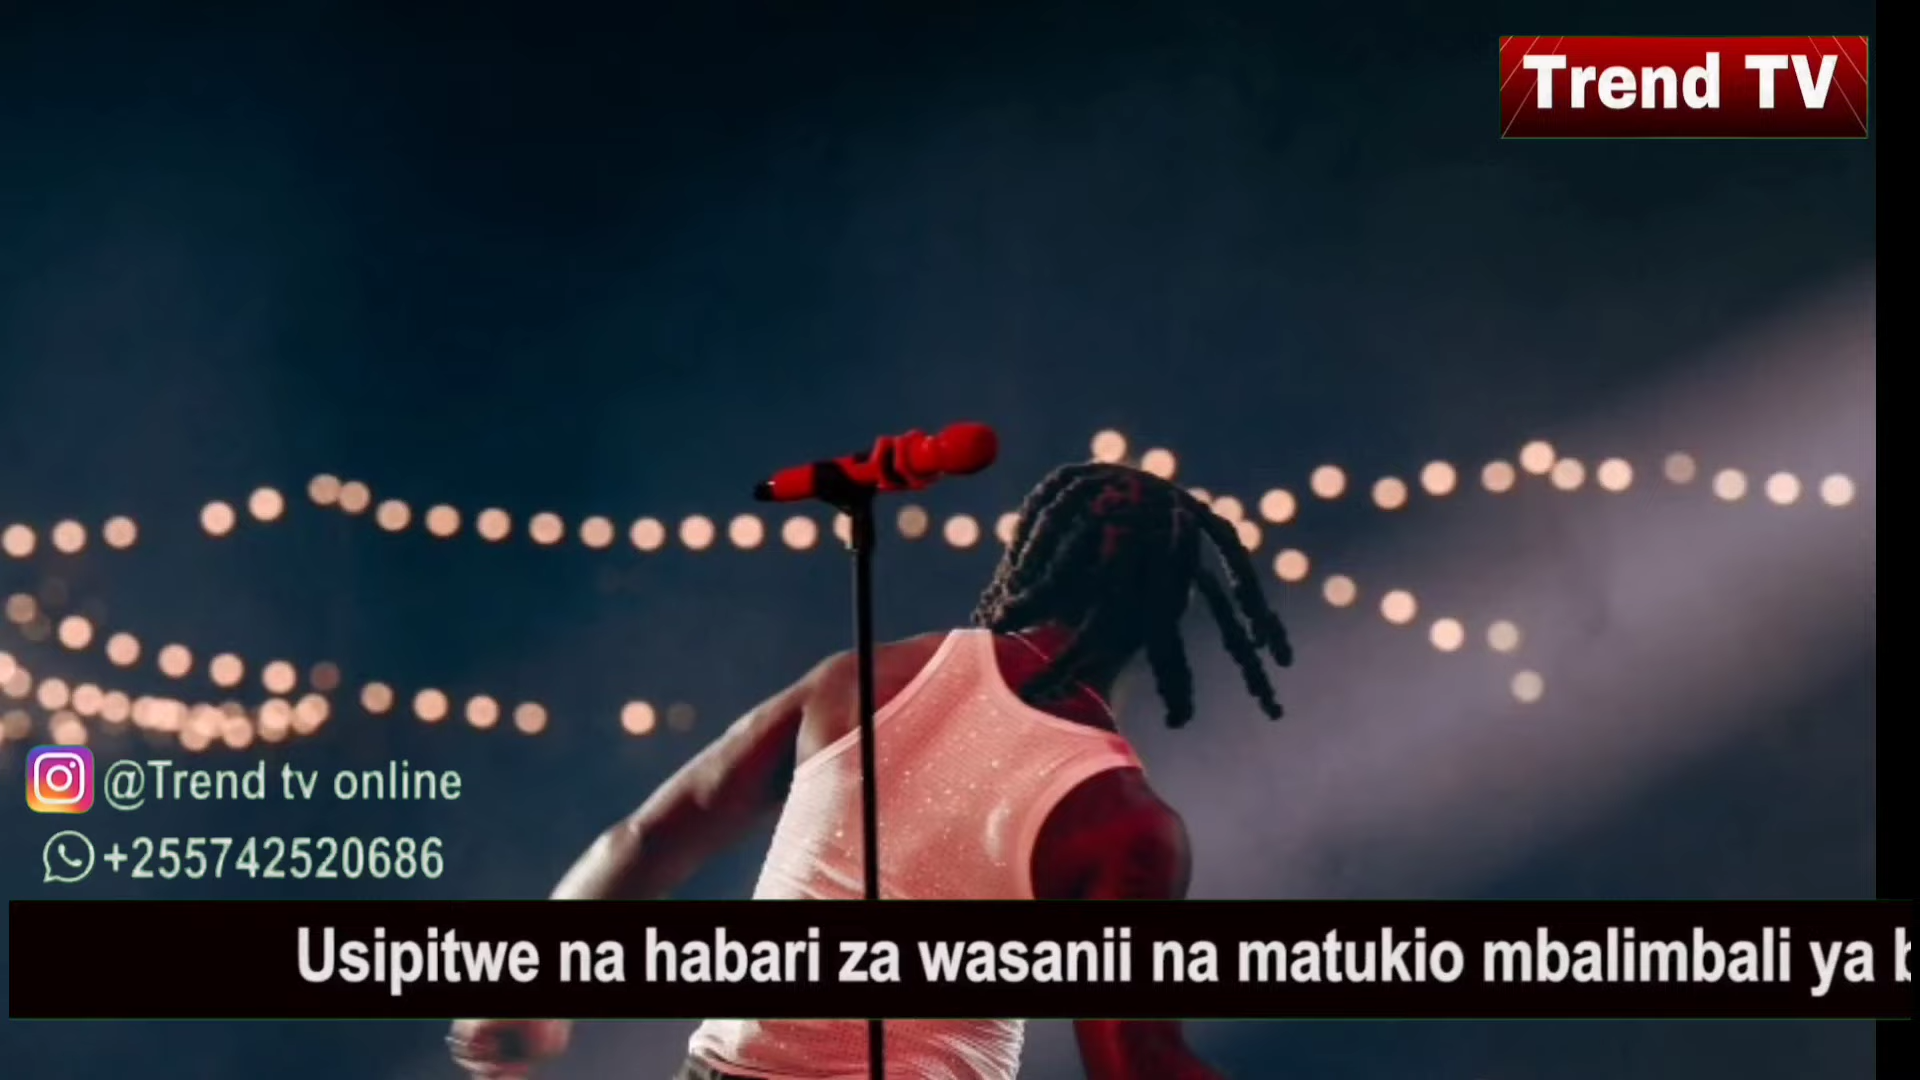 Trend TV
@Trend tv online
+255742520686
Usipitwe na habari za wasanii na matukio mbalimbali ya